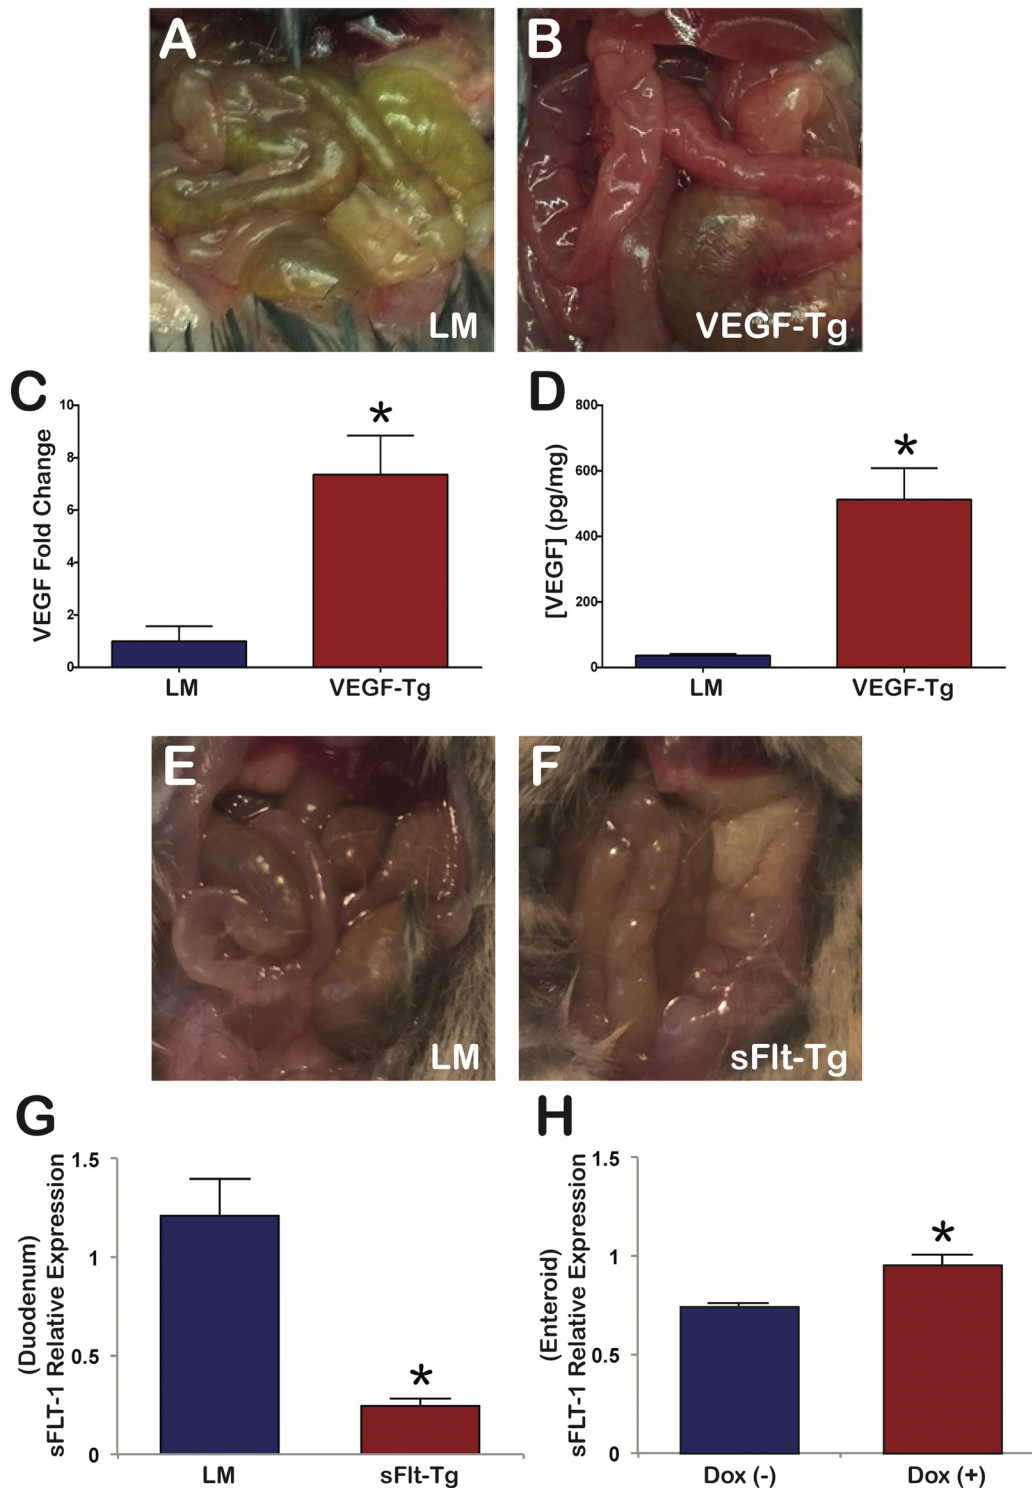 A
B
LM
VEGF-Tg
C
D
VEGF Fold Change
10
8
6
4
2
0
*
LM
VEGF-Tg
[VEGF] (pg/mg)
800
600
400
200
0
*
LM
VEGF-Tg
E
F
LM
sFlt-Tg
G
H
(Duodenum)
sFLT-1 Relative Expression
1.5
1
0.5
0
*
LM
sFlt-Tg
(Enteroid)
sFLT-1 Relative Expression
1.5
1
0.5
0
*
Dox (-)
Dox (+)